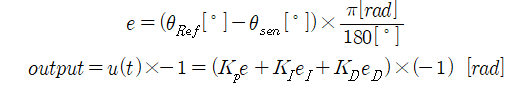 e = (θ_Ref[°] − θ_sen[°]) × π[rad] / 180[°]
output = u(t) × −1 = (K_p e + K_I e_I + K_D e_D) × (−1) [rad]